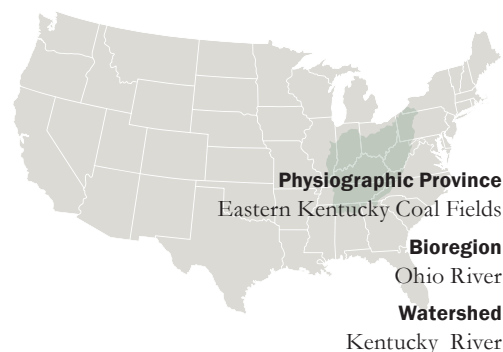 Physiographic Province
Eastern Kentucky Coal Fields
Bioregion
Ohio River
Watershed
Kentucky River